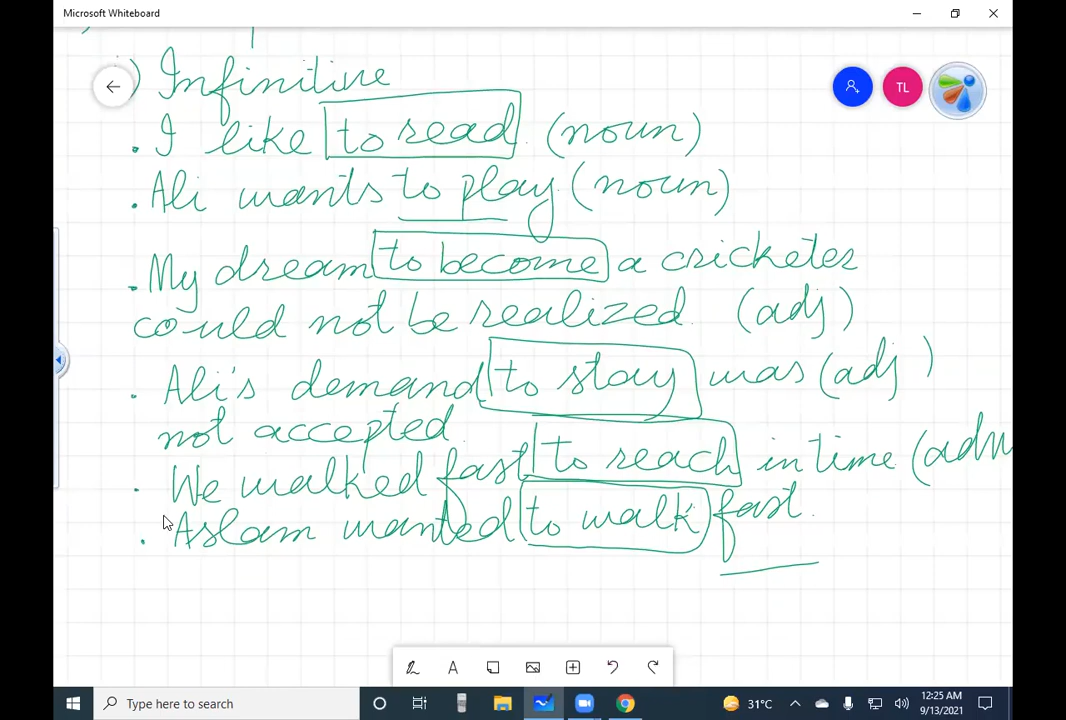 Microsoft Whiteboard
) Infinitive
TL
. I like to read (noun)
. Ali wants to play (noun)
. My dream to become a cricketer
could not be realized. (adj)
. Ali's demand to stay was (adj)
not accepted.
. We walked fast to reach in time (adv
. Aslam wanted to walk fast.
Type here to search
31°C
12:25 AM
9/13/2021